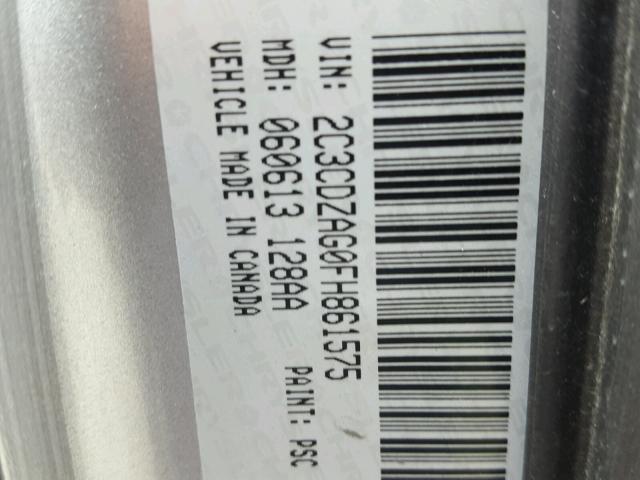 VIN: 2C3CDZAG0FH861575
MDH: 060613 128AA PAINT: PSC
VEHICLE MADE IN CANADA